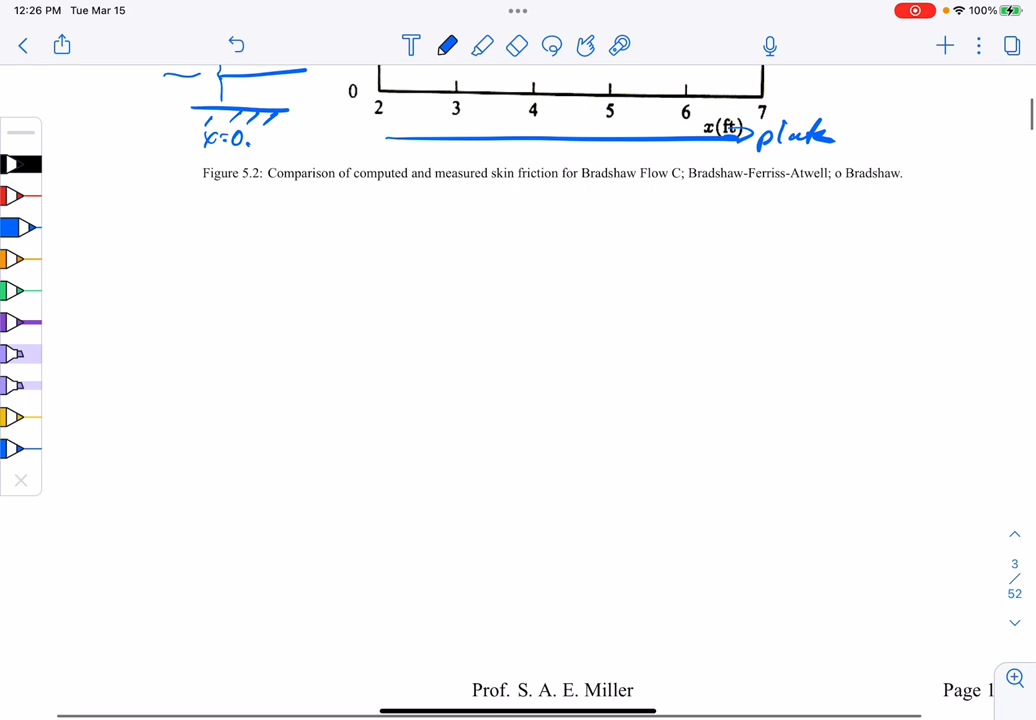 12:26 PM Tue Mar 15
100%
0
2 3 4 5 6 7
x(ft)
plate
x=0.
Figure 5.2: Comparison of computed and measured skin friction for Bradshaw Flow C; Bradshaw-Ferriss-Atwell; o Bradshaw.
3
/
52
Prof. S. A. E. Miller
Page 1